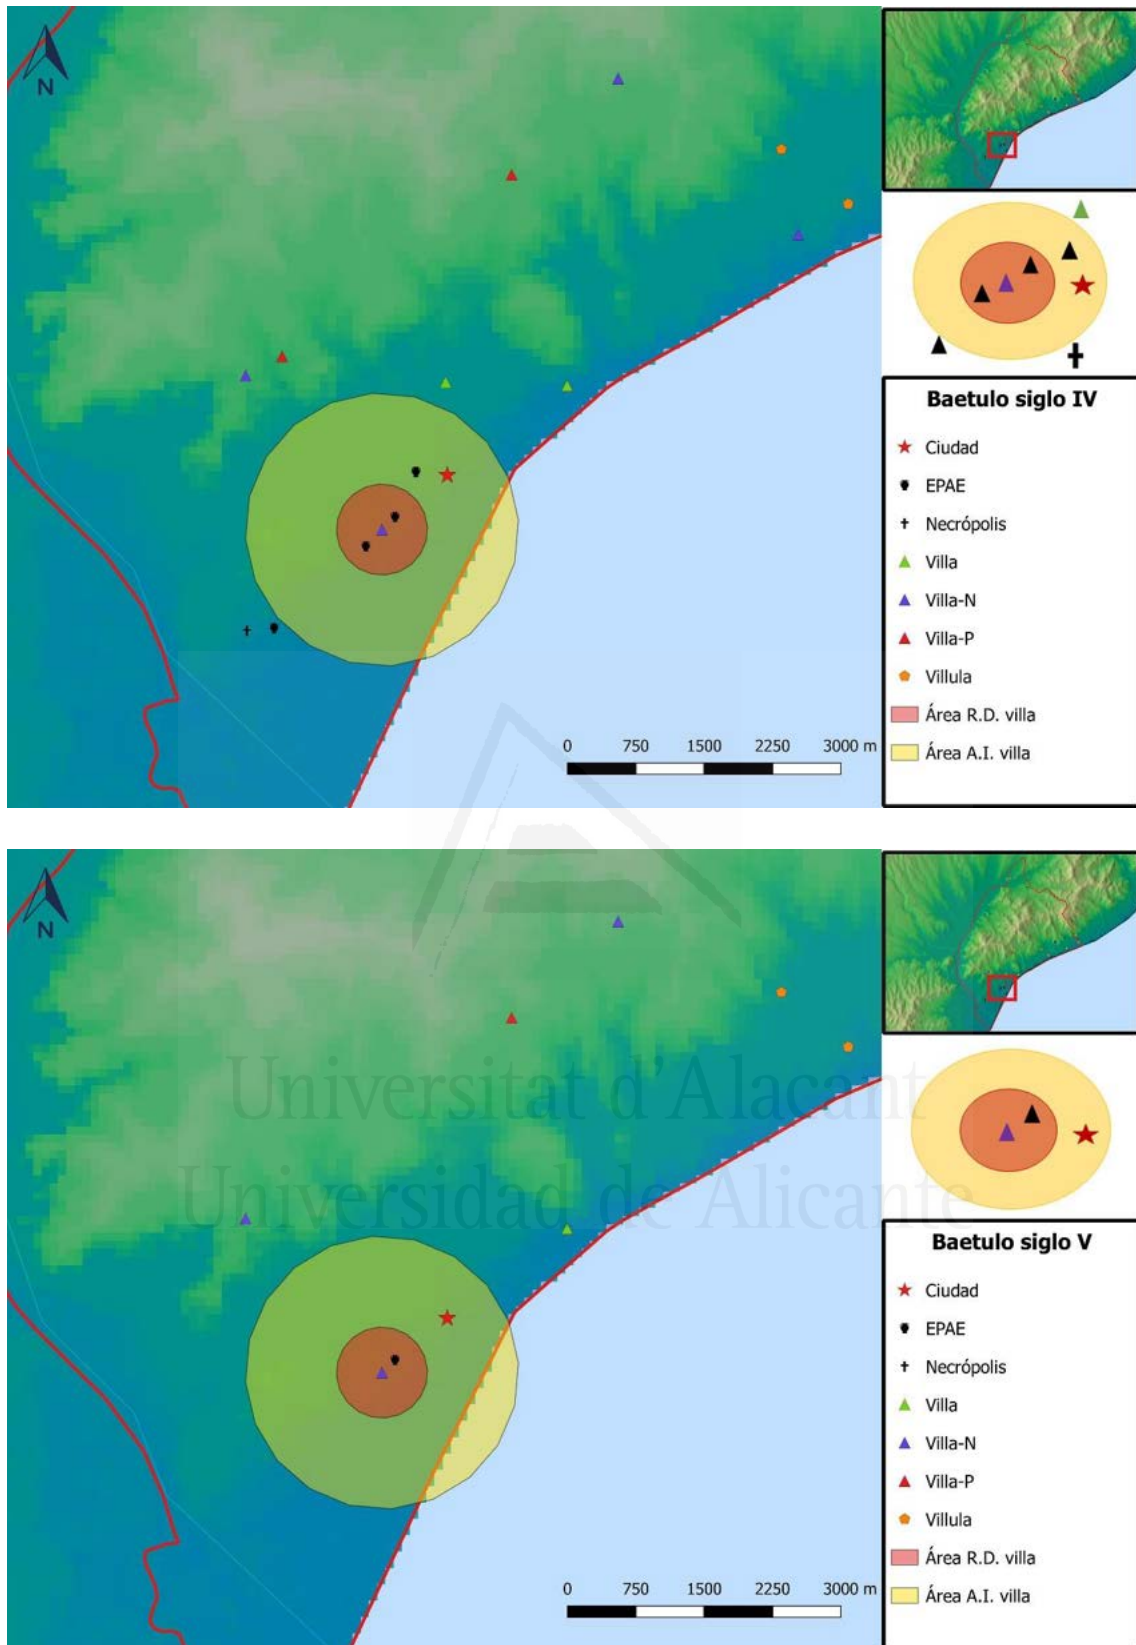 N
Baetulo siglo IV
Ciudad
EPAE
Necrópolis
Villa
Villa-N
Villa-P
Villula
Área R.D. villa
Área A.I. villa
0 750 1500 2250 3000 m
Universitat d'Alacant
Universidad de Alicante
N
Baetulo siglo V
Ciudad
EPAE
Necrópolis
Villa
Villa-N
Villa-P
Villula
Área R.D. villa
Área A.I. villa
0 750 1500 2250 3000 m